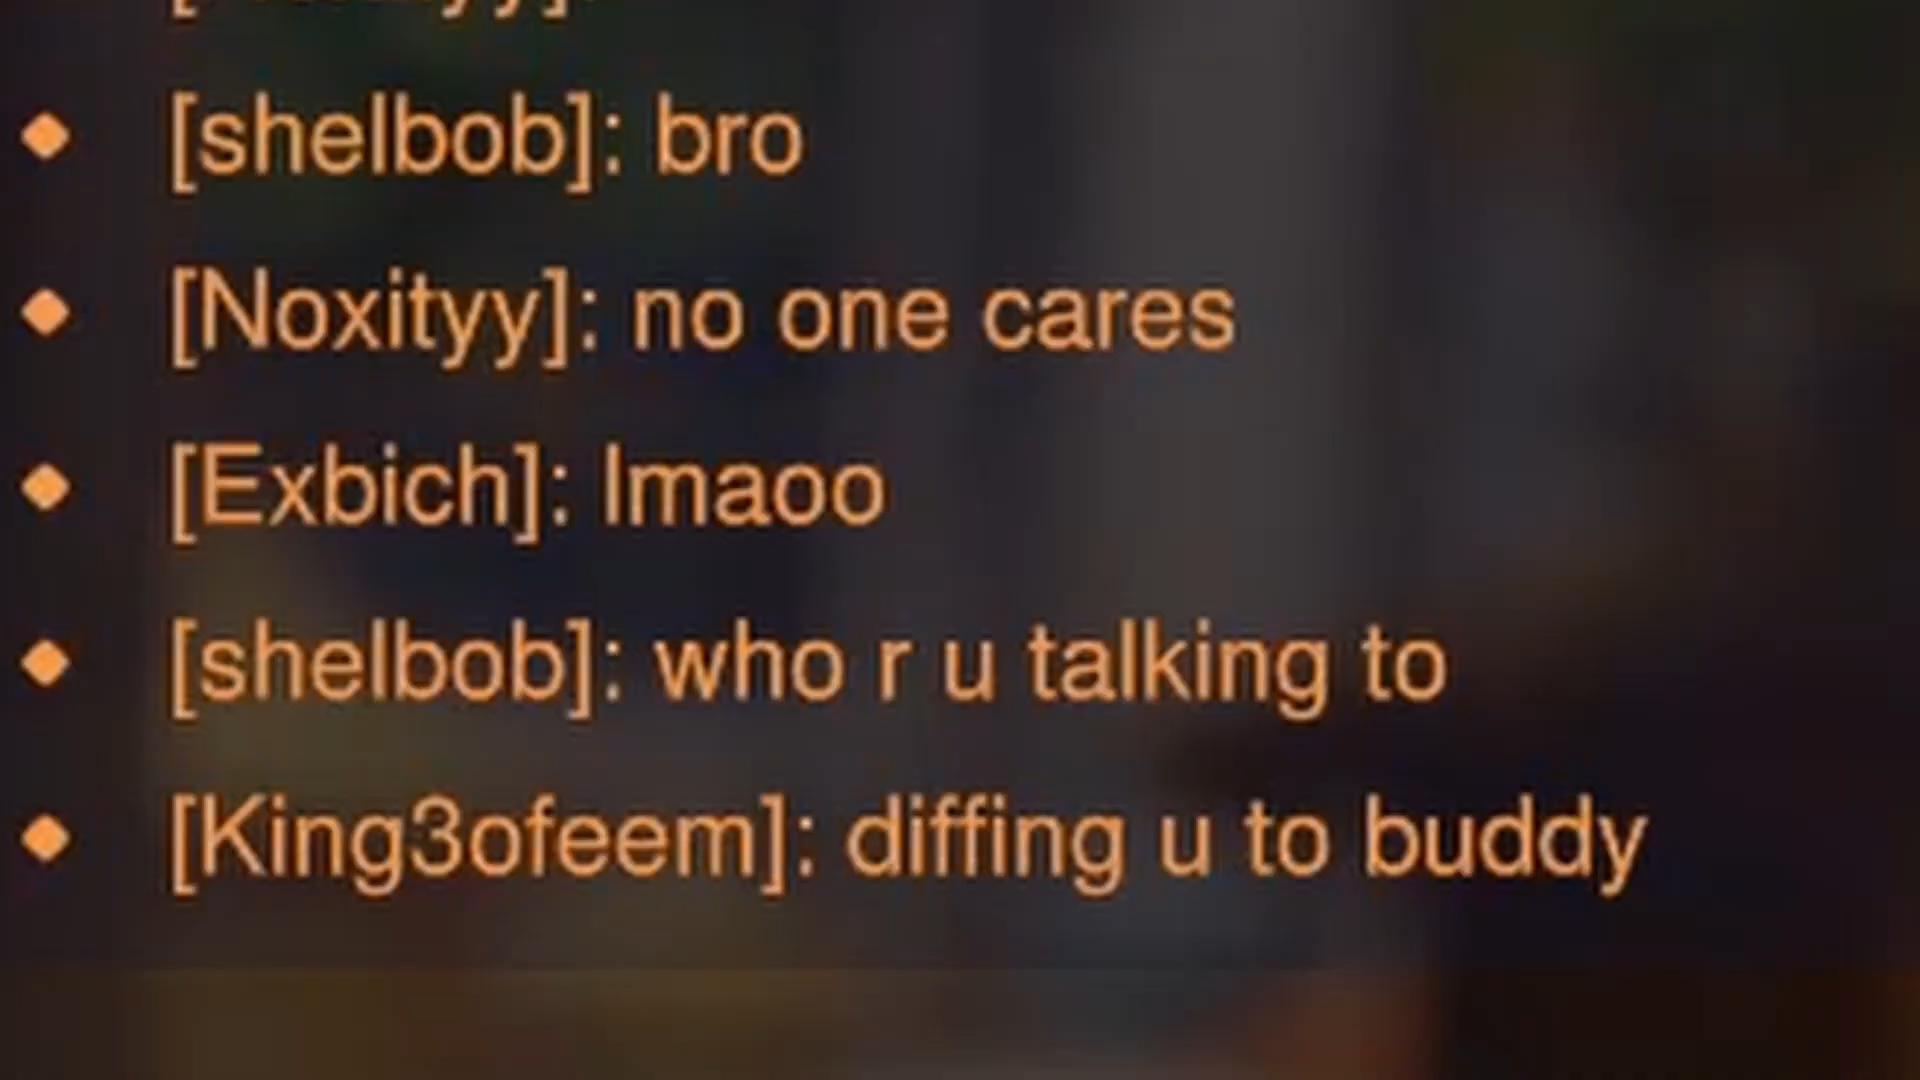 [shelbob]: bro
[Noxityy]: no one cares
[Exbich]: lmaoo
[shelbob]: who r u talking to
[King3ofeem]: diffing u to buddy